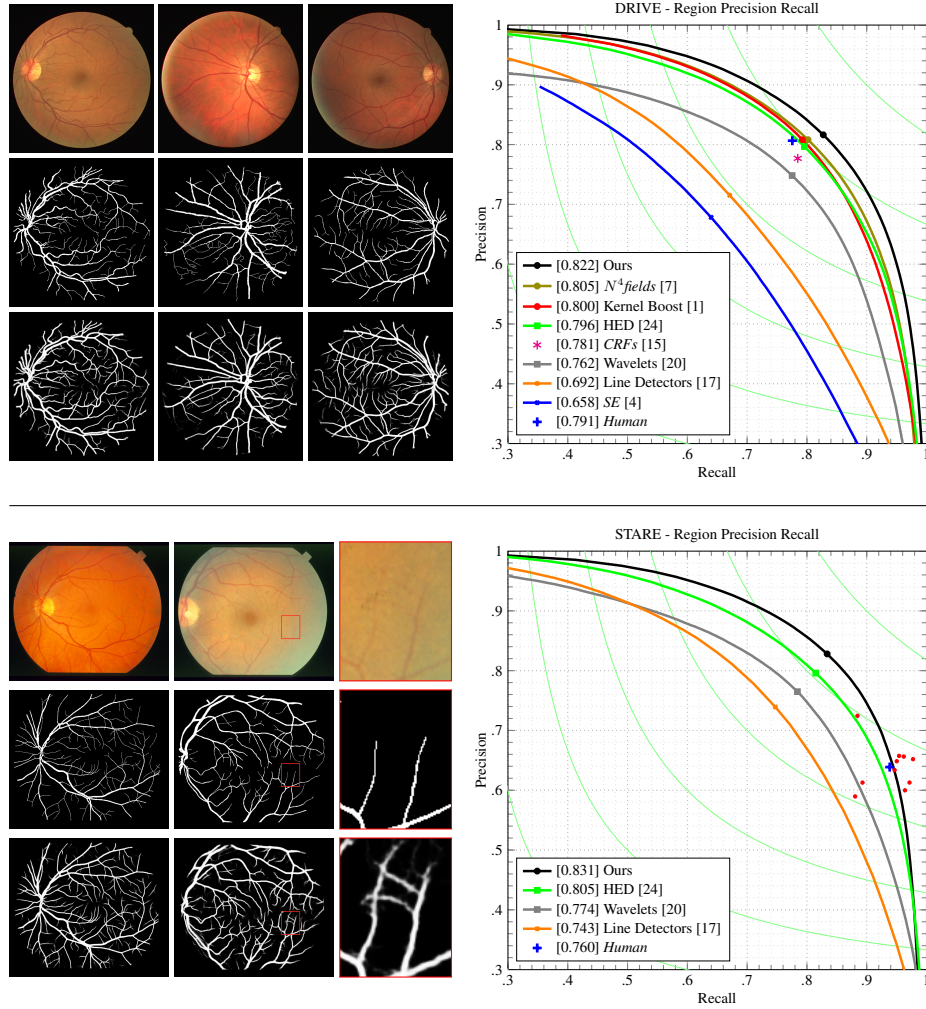 DRIVE - Region Precision Recall
1
.9
.8
.7
.6
.5
.4
.3
Precision
[0.822] Ours
[0.805] N⁴fields [7]
[0.800] Kernel Boost [1]
[0.796] HED [24]
[0.781] CRFs [15]
[0.762] Wavelets [20]
[0.692] Line Detectors [17]
[0.658] SE [4]
[0.791] Human
.3 .4 .5 .6 .7 .8 .9 1
Recall
STARE - Region Precision Recall
1
.9
.8
.7
.6
.5
.4
.3
Precision
[0.831] Ours
[0.805] HED [24]
[0.774] Wavelets [20]
[0.743] Line Detectors [17]
[0.760] Human
.3 .4 .5 .6 .7 .8 .9 1
Recall